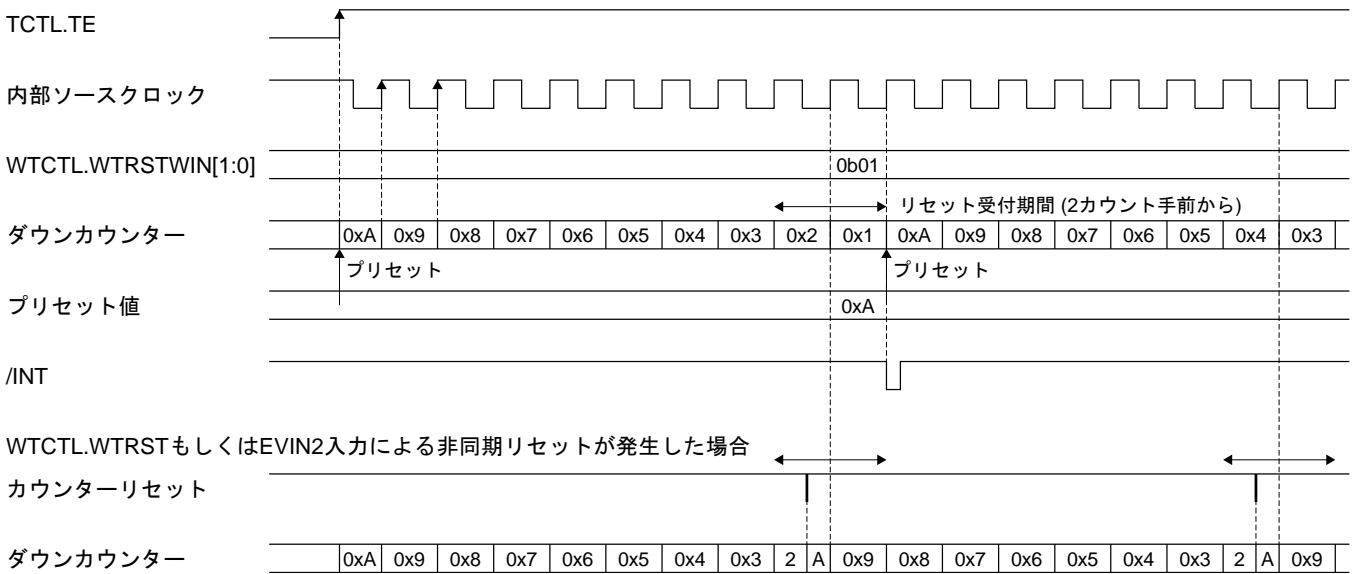 TCTL.TE
内部ソースクロック
WTCTL.WTRSTWIN[1:0] 0b01
リセット受付期間 (2カウント手前から)
ダウンカウンター 0xA 0x9 0x8 0x7 0x6 0x5 0x4 0x3 0x2 0x1 0xA 0x9 0x8 0x7 0x6 0x5 0x4 0x3
プリセット プリセット
プリセット値 0xA
/INT
WTCTL.WTRSTもしくはEVIN2入力による非同期リセットが発生した場合
カウンターリセット
ダウンカウンター 0xA 0x9 0x8 0x7 0x6 0x5 0x4 0x3 2 A 0x9 0x8 0x7 0x6 0x5 0x4 0x3 2 A 0x9